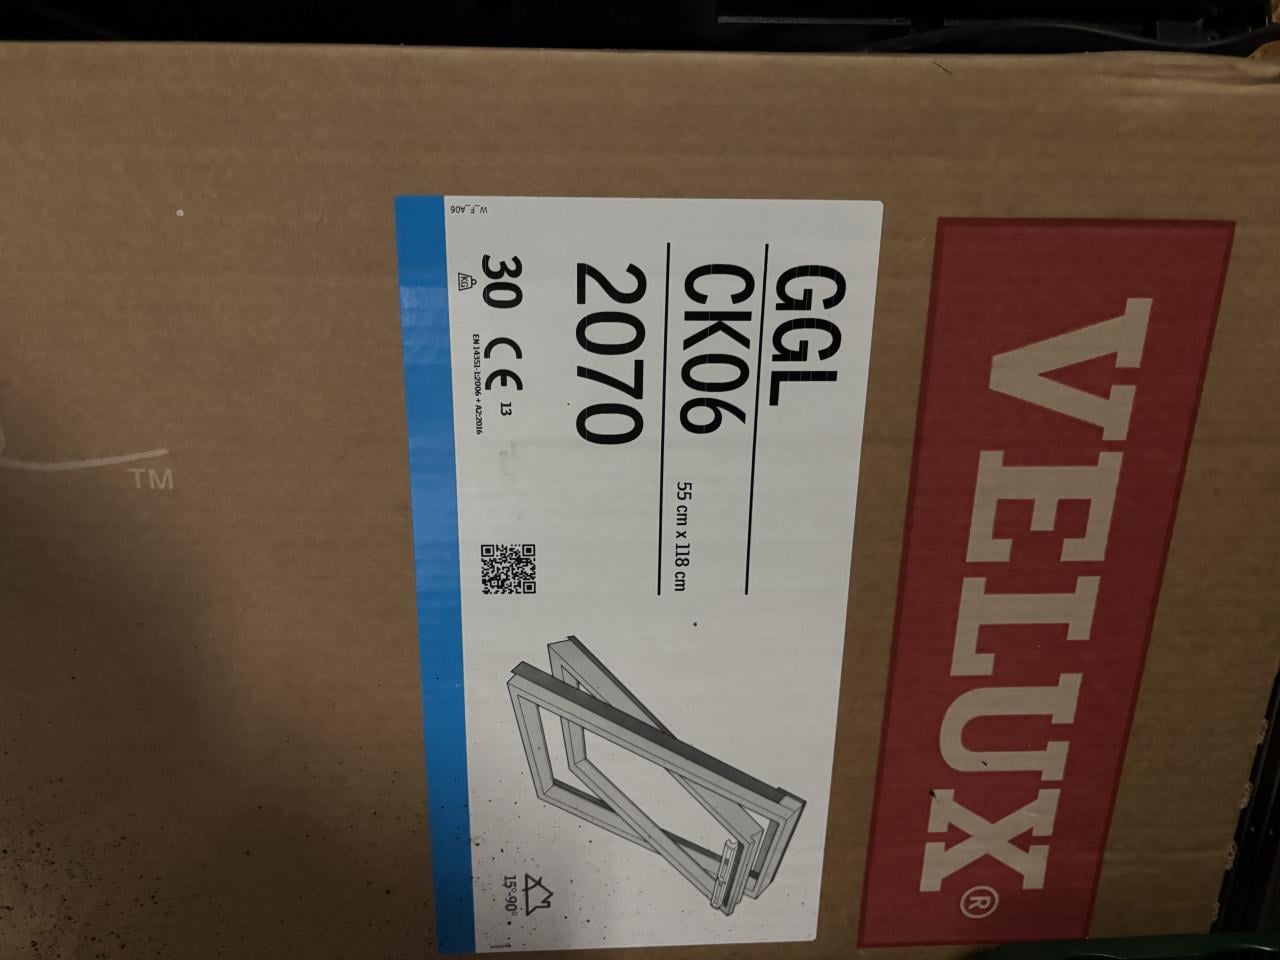 VELUX®
GGL
CK06 55 cm x 118 cm
2070
30 CE 13
KG
EN 14351-1:2006 + A2:2016
W_F_A06
15°-90°
TM